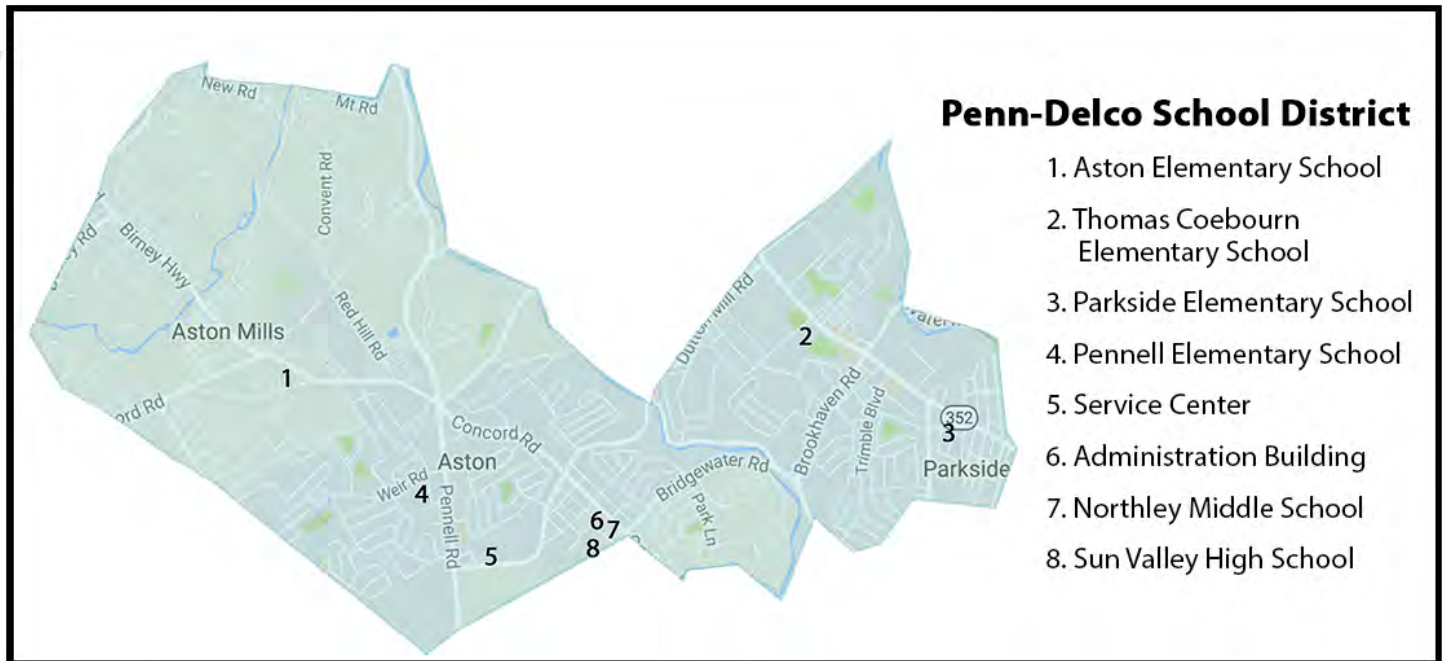 New Rd
Mt Rd
Convent Rd
Birney Hwy
Red Hill Rd
Aston Mills
1
ord Rd
Concord Rd
Aston
Weir Rd
4
Pennell Rd
5
6
7
8
Bridgewater Rd
Park Ln
Dutton Mill Rd
2
Brookhaven Rd
Trimble Blvd
352
3
Parkside
Penn-Delco School District
1. Aston Elementary School
2. Thomas Coebourn
Elementary School
3. Parkside Elementary School
4. Pennell Elementary School
5. Service Center
6. Administration Building
7. Northley Middle School
8. Sun Valley High School